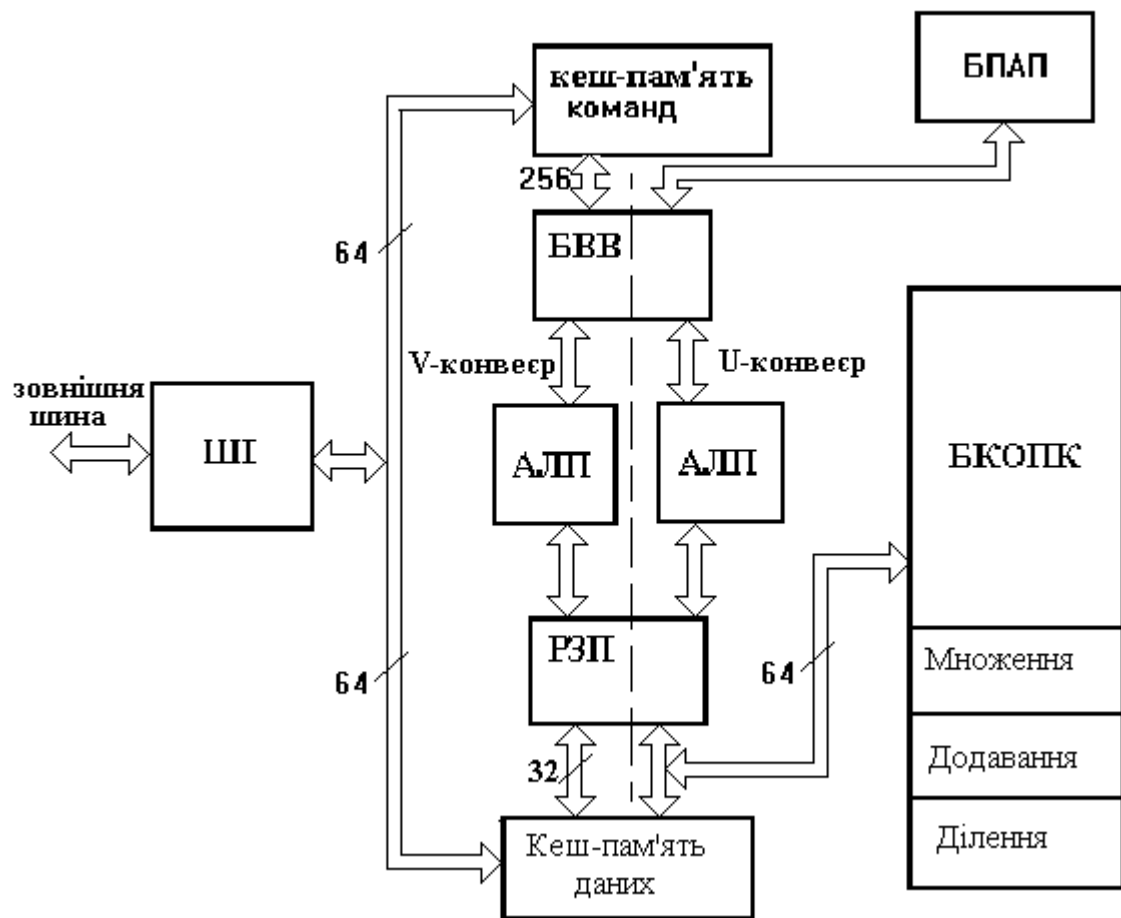 кеш-пам'ять
команд
БПАП
256
БВВ
64
V-конвеєр
U-конвеєр
зовнішня
шина
ШІ
АЛП
АЛП
БКОПК
РЗП
64
64
Множення
32
Додавання
Кеш-пам'ять
даних
Ділення